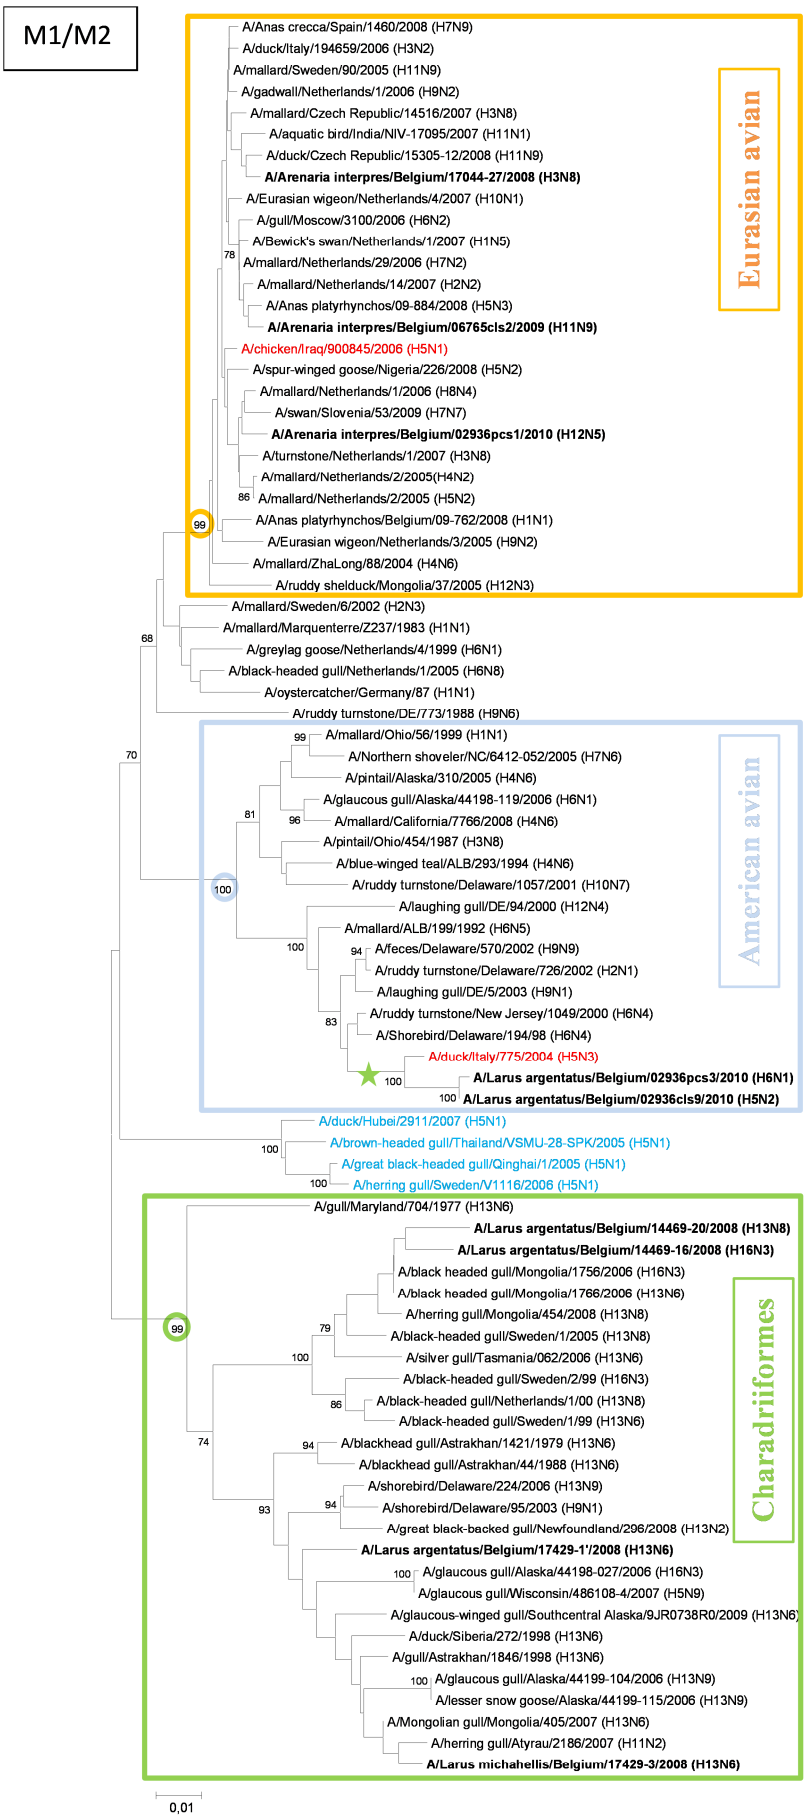 M1/M2
A/Anas crecca/Spain/1460/2008 (H7N9)
A/duck/Italy/194659/2006 (H3N2)
A/mallard/Sweden/90/2005 (H11N9)
A/gadwall/Netherlands/1/2006 (H9N2)
A/mallard/Czech Republic/14516/2007 (H3N8)
A/aquatic bird/India/NIV-17095/2007 (H11N1)
A/duck/Czech Republic/15305-12/2008 (H11N9)
A/Arenaria interpres/Belgium/17044-27/2008 (H3N8)
A/Eurasian wigeon/Netherlands/4/2007 (H10N1)
A/gull/Moscow/3100/2006 (H6N2)
A/Bewick's swan/Netherlands/1/2007 (H1N5)
78
A/mallard/Netherlands/29/2006 (H7N2)
A/mallard/Netherlands/14/2007 (H2N2)
A/Anas platyrhynchos/09-884/2008 (H5N3)
A/Arenaria interpres/Belgium/06765cls2/2009 (H11N9)
A/chicken/Iraq/900845/2006 (H5N1)
A/spur-winged goose/Nigeria/226/2008 (H5N2)
A/mallard/Netherlands/1/2006 (H8N4)
A/swan/Slovenia/53/2009 (H7N7)
A/Arenaria interpres/Belgium/02936pcs1/2010 (H12N5)
A/turnstone/Netherlands/1/2007 (H3N8)
A/mallard/Netherlands/2/2005(H4N2)
86
A/mallard/Netherlands/2/2005 (H5N2)
A/Anas platyrhynchos/Belgium/09-762/2008 (H1N1)
99
A/Eurasian wigeon/Netherlands/3/2005 (H9N2)
A/mallard/ZhaLong/88/2004 (H4N6)
A/ruddy shelduck/Mongolia/37/2005 (H12N3)
Eurasian avian
A/mallard/Sweden/6/2002 (H2N3)
A/mallard/Marquenterre/Z237/1983 (H1N1)
68
A/greylag goose/Netherlands/4/1999 (H6N1)
A/black-headed gull/Netherlands/1/2005 (H6N8)
A/oystercatcher/Germany/87 (H1N1)
A/ruddy turnstone/DE/773/1988 (H9N6)
70
99
A/mallard/Ohio/56/1999 (H1N1)
A/Northern shoveler/NC/6412-052/2005 (H7N6)
A/pintail/Alaska/310/2005 (H4N6)
A/glaucous gull/Alaska/44198-119/2006 (H6N1)
81
96
A/mallard/California/7766/2008 (H4N6)
A/pintail/Ohio/454/1987 (H3N8)
A/blue-winged teal/ALB/293/1994 (H4N6)
100
A/ruddy turnstone/Delaware/1057/2001 (H10N7)
A/laughing gull/DE/94/2000 (H12N4)
A/mallard/ALB/199/1992 (H6N5)
100
94
A/feces/Delaware/570/2002 (H9N9)
A/ruddy turnstone/Delaware/726/2002 (H2N1)
A/laughing gull/DE/5/2003 (H9N1)
83
A/ruddy turnstone/New Jersey/1049/2000 (H6N4)
A/Shorebird/Delaware/194/98 (H6N4)
A/duck/Italy/775/2004 (H5N3)
100
A/Larus argentatus/Belgium/02936pcs3/2010 (H6N1)
100
A/Larus argentatus/Belgium/02936cls9/2010 (H5N2)
American avian
A/duck/Hubei/2911/2007 (H5N1)
A/brown-headed gull/Thailand/VSMU-28-SPK/2005 (H5N1)
100
A/great black-headed gull/Qinghai/1/2005 (H5N1)
100
A/herring gull/Sweden/V1116/2006 (H5N1)
A/gull/Maryland/704/1977 (H13N6)
A/Larus argentatus/Belgium/14469-20/2008 (H13N8)
A/Larus argentatus/Belgium/14469-16/2008 (H16N3)
A/black headed gull/Mongolia/1756/2006 (H16N3)
A/black headed gull/Mongolia/1766/2006 (H13N6)
A/herring gull/Mongolia/454/2008 (H13N8)
99
79
A/black-headed gull/Sweden/1/2005 (H13N8)
100
A/silver gull/Tasmania/062/2006 (H13N6)
A/black-headed gull/Sweden/2/99 (H16N3)
86
A/black-headed gull/Netherlands/1/00 (H13N8)
A/black-headed gull/Sweden/1/99 (H13N6)
74
94
A/blackhead gull/Astrakhan/1421/1979 (H13N6)
A/blackhead gull/Astrakhan/44/1988 (H13N6)
A/shorebird/Delaware/224/2006 (H13N9)
93
94
A/shorebird/Delaware/95/2003 (H9N1)
A/great black-backed gull/Newfoundland/296/2008 (H13N2)
A/Larus argentatus/Belgium/17429-1'/2008 (H13N6)
100
A/glaucous gull/Alaska/44198-027/2006 (H16N3)
A/glaucous gull/Wisconsin/486108-4/2007 (H5N9)
A/glaucous-winged gull/Southcentral Alaska/9JR0738R0/2009 (H13N6)
A/duck/Siberia/272/1998 (H13N6)
A/gull/Astrakhan/1846/1998 (H13N6)
100
A/glaucous gull/Alaska/44199-104/2006 (H13N9)
A/lesser snow goose/Alaska/44199-115/2006 (H13N9)
A/Mongolian gull/Mongolia/405/2007 (H13N6)
A/herring gull/Atyrau/2186/2007 (H11N2)
A/Larus michahellis/Belgium/17429-3/2008 (H13N6)
Charadriiformes
0,01